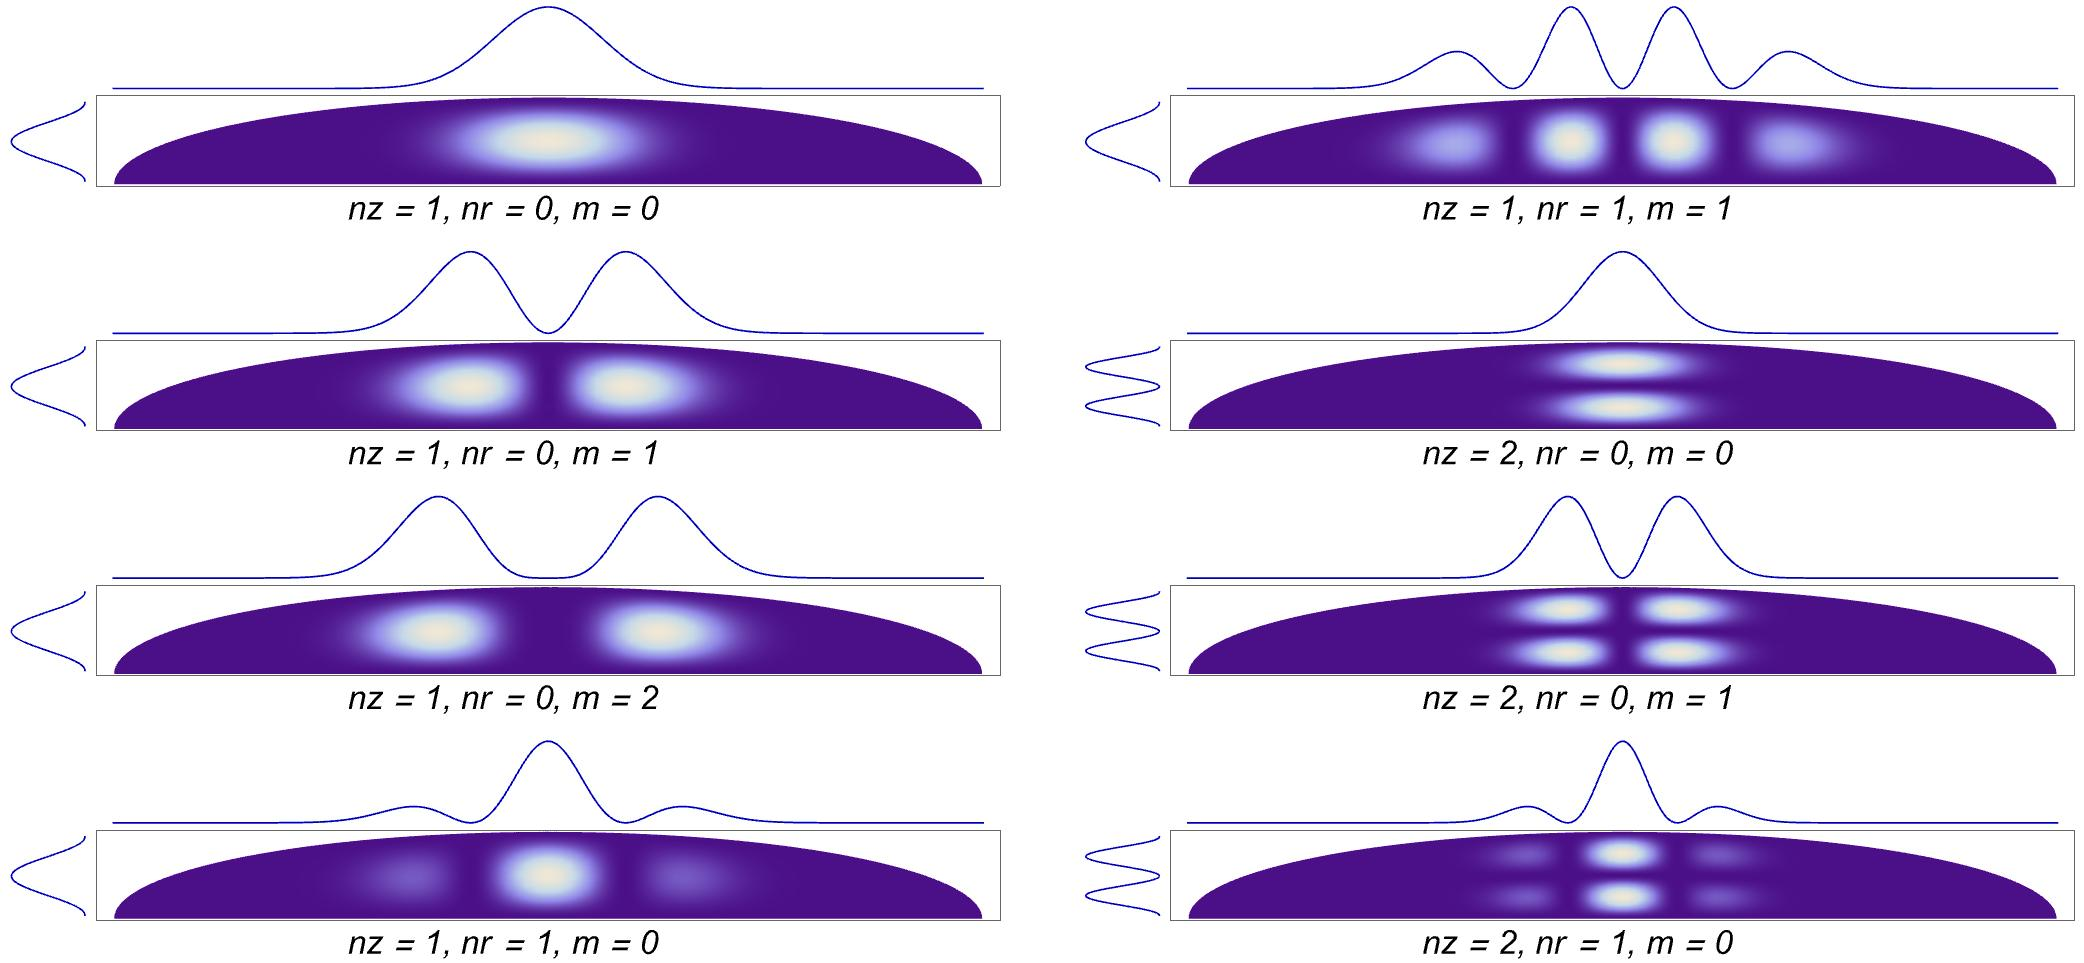 nz = 1, nr = 0, m = 0
nz = 1, nr = 1, m = 1
nz = 1, nr = 0, m = 1
nz = 2, nr = 0, m = 0
nz = 1, nr = 0, m = 2
nz = 2, nr = 0, m = 1
nz = 1, nr = 1, m = 0
nz = 2, nr = 1, m = 0